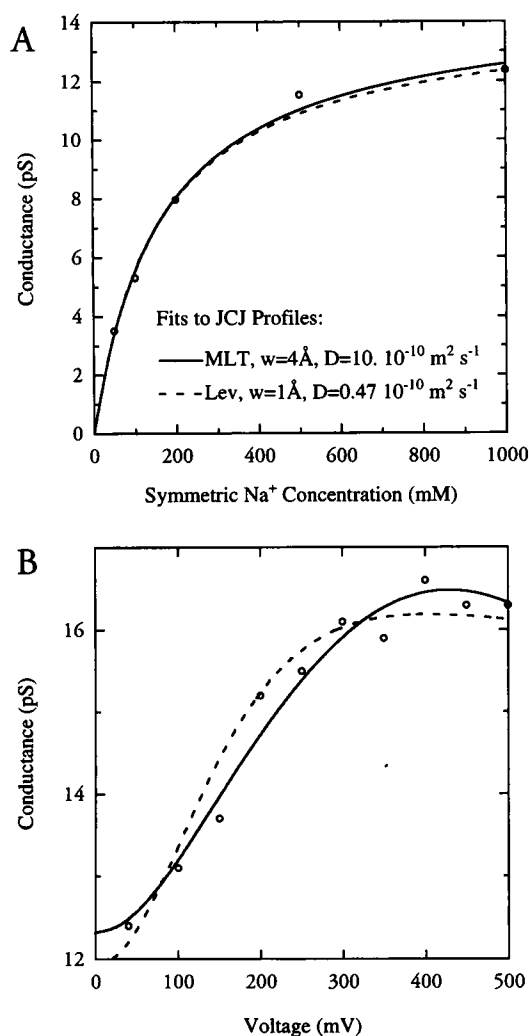 A
14
12
10
8
6
4
2
0
Conductance (pS)
Fits to JCJ Profiles:
MLT, w=4Å, D=10. 10⁻¹⁰ m² s⁻¹
Lev, w=1Å, D=0.47 10⁻¹⁰ m² s⁻¹
0 200 400 600 800 1000
Symmetric Na⁺ Concentration (mM)
B
16
14
12
Conductance (pS)
0 100 200 300 400 500
Voltage (mV)